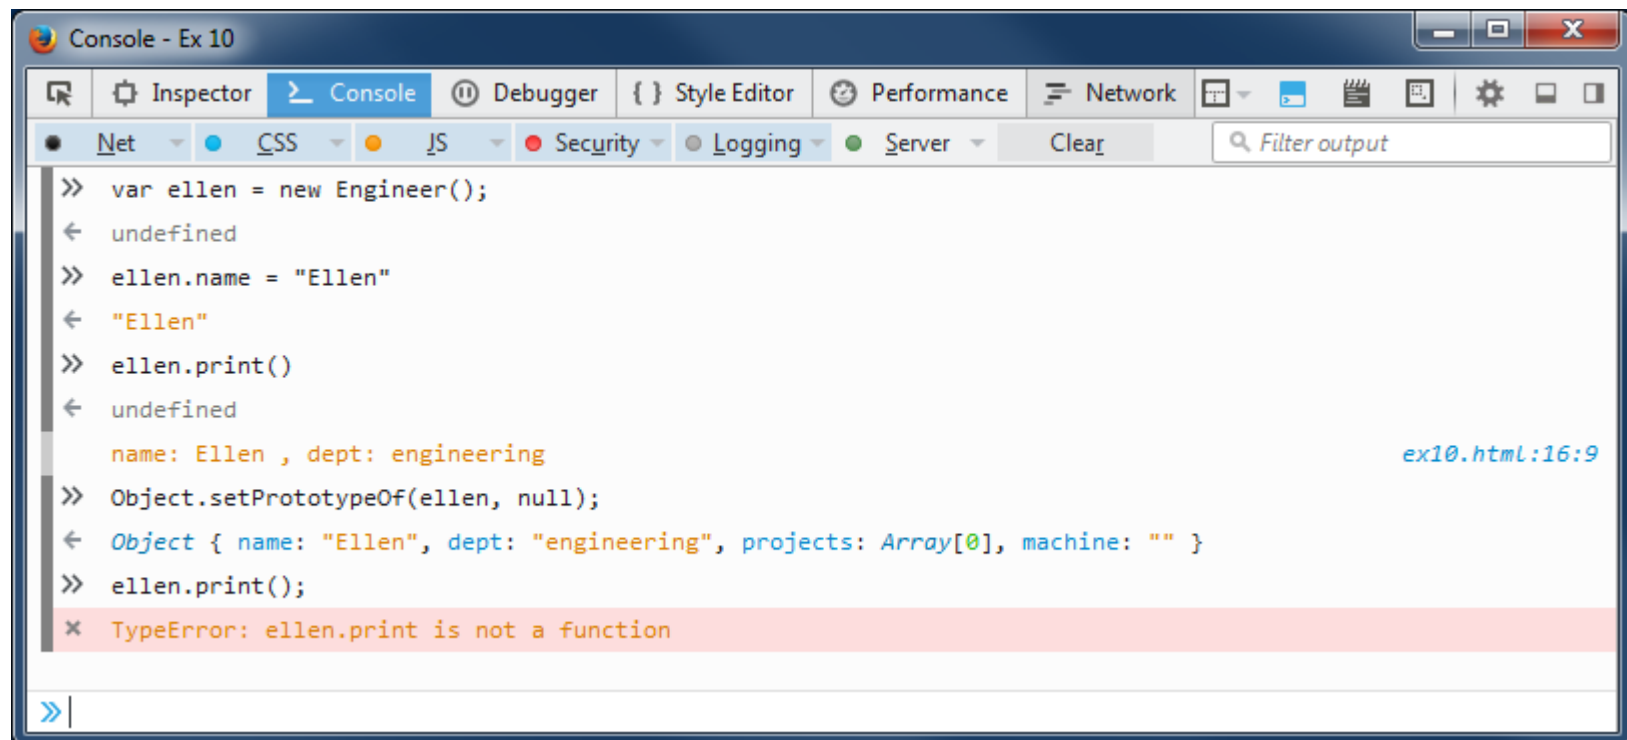 Console - Ex 10
Inspector Console Debugger { } Style Editor Performance Network
Net CSS JS Security Logging Server Clear Filter output
» var ellen = new Engineer();
← undefined
» ellen.name = "Ellen"
← "Ellen"
» ellen.print()
← undefined
name: Ellen , dept: engineering ex10.html:16:9
» Object.setPrototypeOf(ellen, null);
← Object { name: "Ellen", dept: "engineering", projects: Array[0], machine: "" }
» ellen.print();
× TypeError: ellen.print is not a function
»